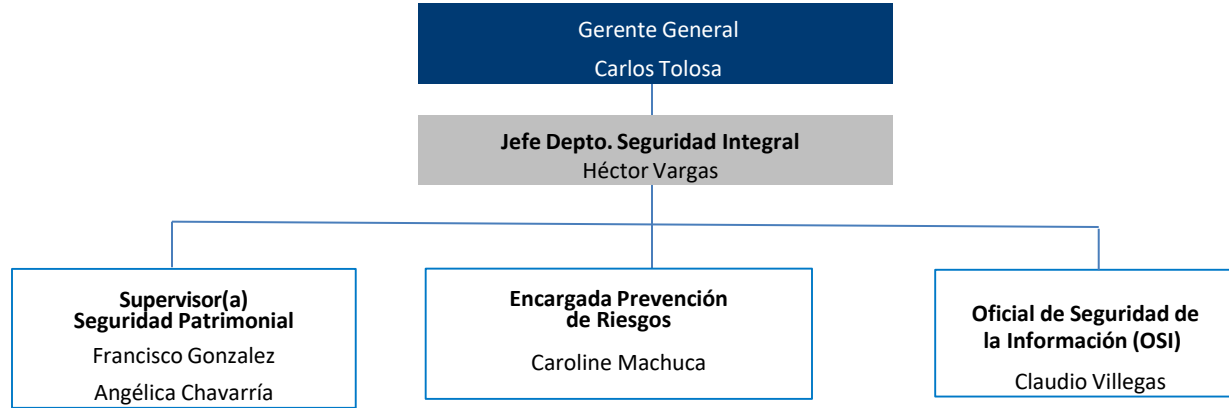 Gerente General
Carlos Tolosa
Jefe Depto. Seguridad Integral
Héctor Vargas
Supervisor(a)
Seguridad Patrimonial
Francisco Gonzalez
Angélica Chavarría
Encargada Prevención
de Riesgos
Caroline Machuca
Oficial de Seguridad de
la Información (OSI)
Claudio Villegas